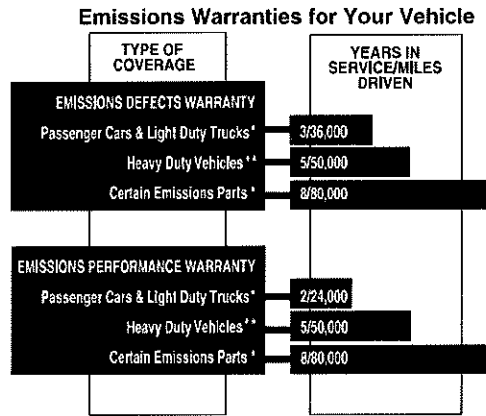 Emissions Warranties for Your Vehicle
TYPE OF
COVERAGE
YEARS IN
SERVICE/MILES
DRIVEN
EMISSIONS DEFECTS WARRANTY
Passenger Cars & Light Duty Trucks* 3/36,000
Heavy Duty Vehicles** 5/50,000
Certain Emissions Parts* 8/80,000
EMISSIONS PERFORMANCE WARRANTY
Passenger Cars & Light Duty Trucks* 2/24,000
Heavy Duty Vehicles** 5/50,000
Certain Emissions Parts* 8/80,000